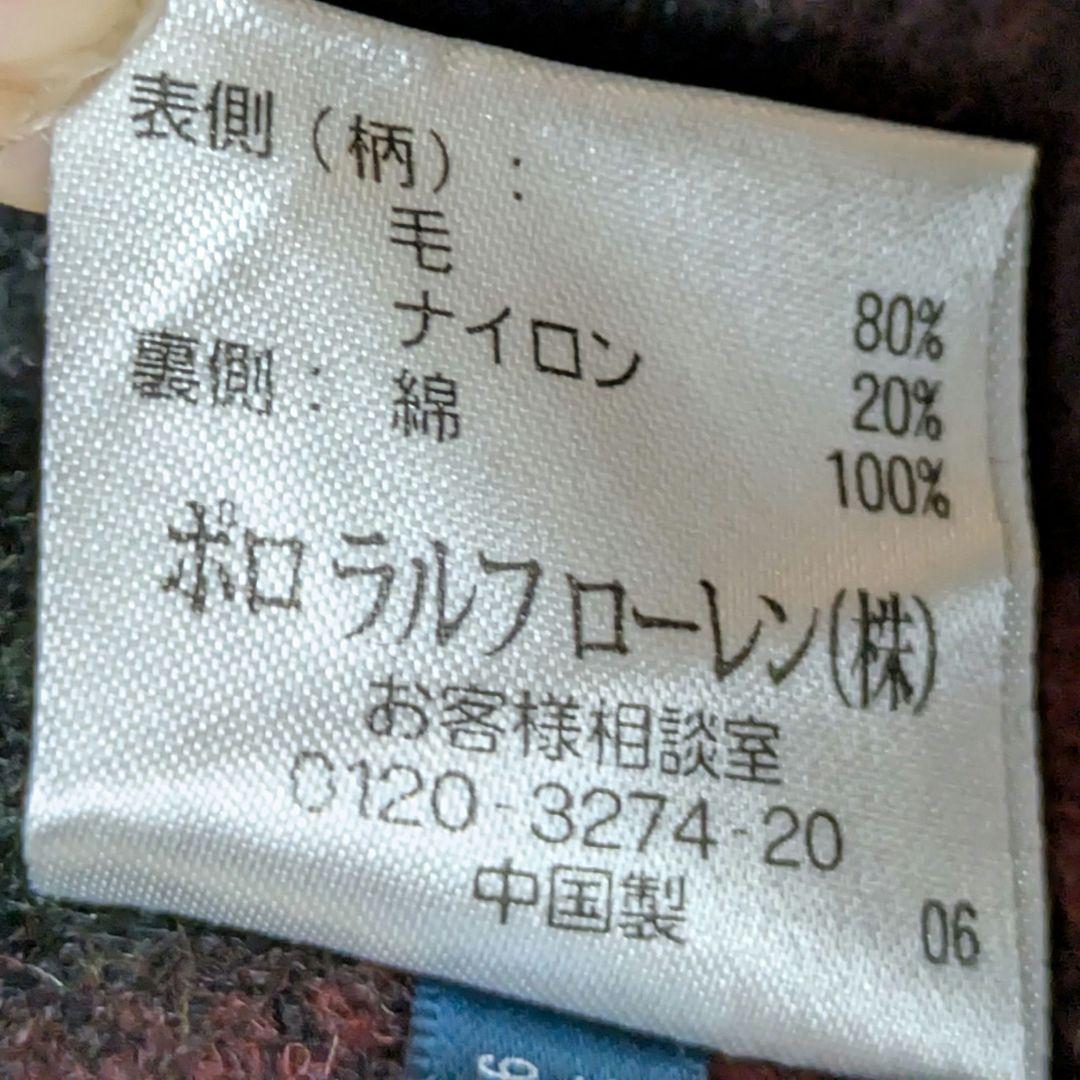 表側（柄）：
毛 80%
ナイロン 20%
裏側： 綿 100%
ポロ ラルフ ローレン(株)
お客様相談室
0120-3274-20
中国製
06